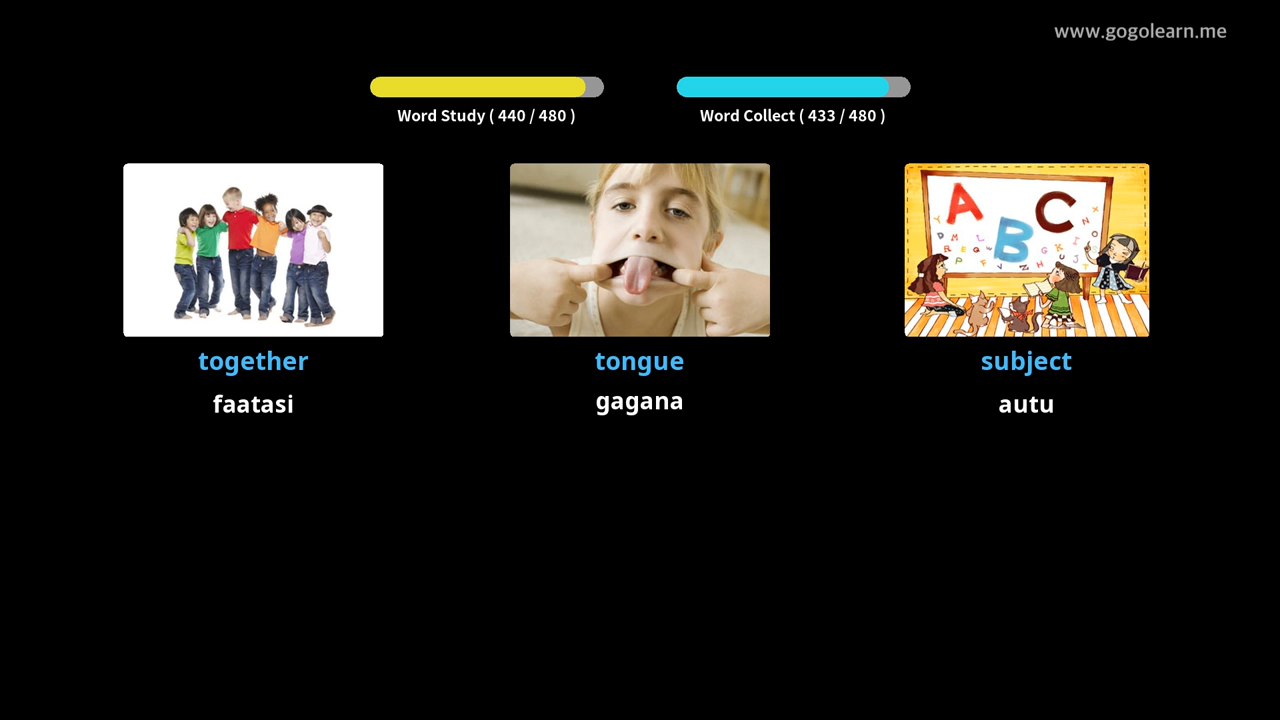 www.gogolearn.me
Word Study ( 440 / 480 )
Word Collect ( 433 / 480 )
A B C
together
tongue
subject
faatasi
gagana
autu